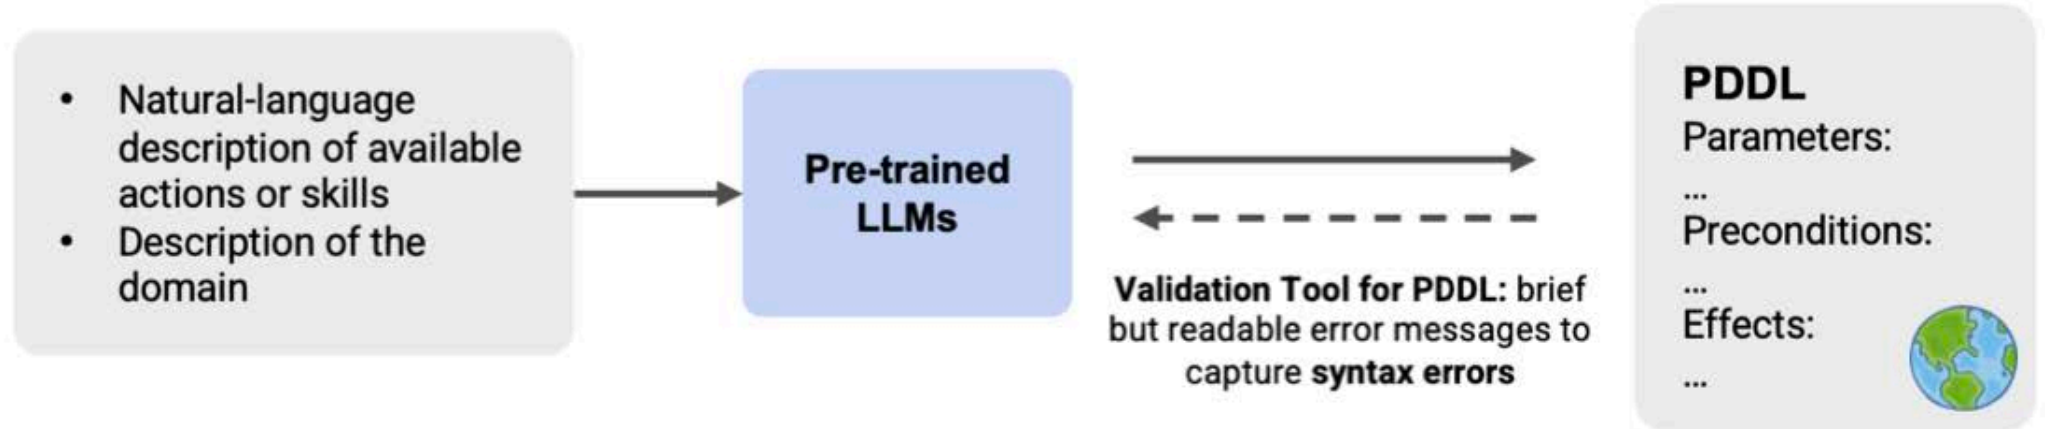 • Natural-language
description of available
actions or skills
• Description of the
domain
Pre-trained
LLMs
Validation Tool for PDDL: brief
but readable error messages to
capture syntax errors
PDDL
Parameters:
...
Preconditions:
...
Effects:
...